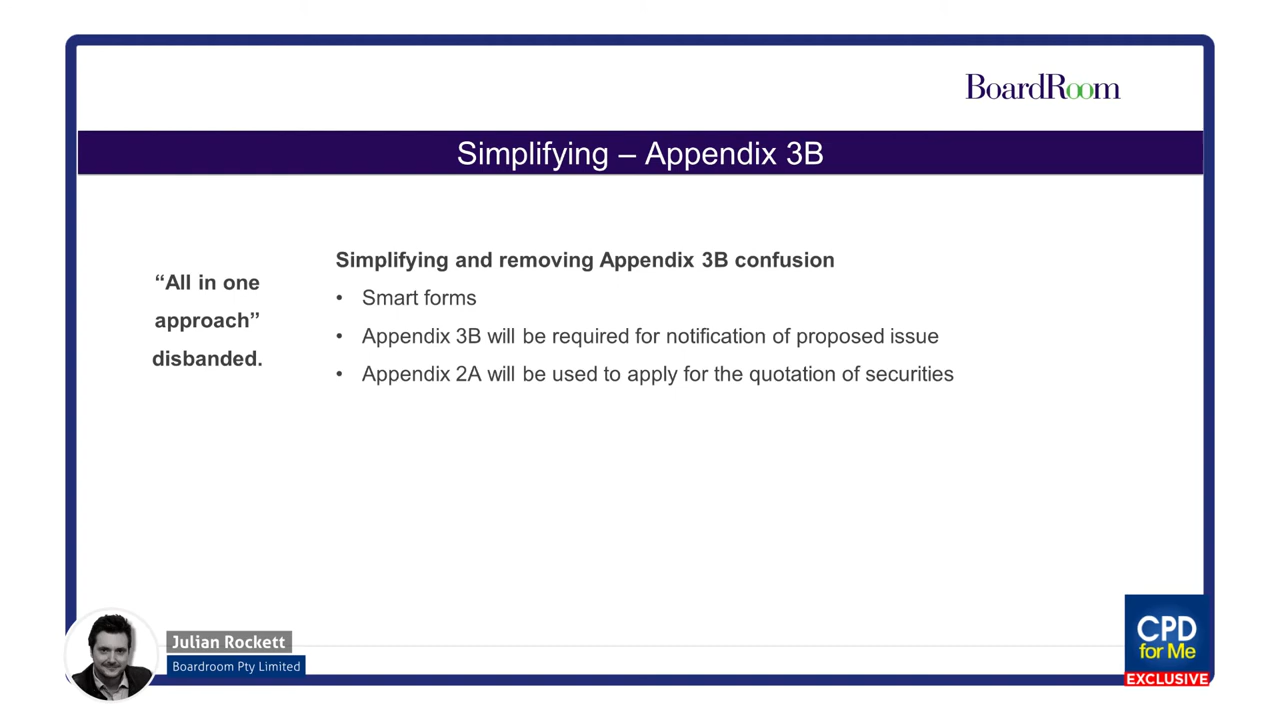 BoardRoom
Simplifying – Appendix 3B
“All in one
approach”
disbanded.
Simplifying and removing Appendix 3B confusion
• Smart forms
• Appendix 3B will be required for notification of proposed issue
• Appendix 2A will be used to apply for the quotation of securities
Julian Rockett
Boardroom Pty Limited
CPD
for Me
EXCLUSIVE